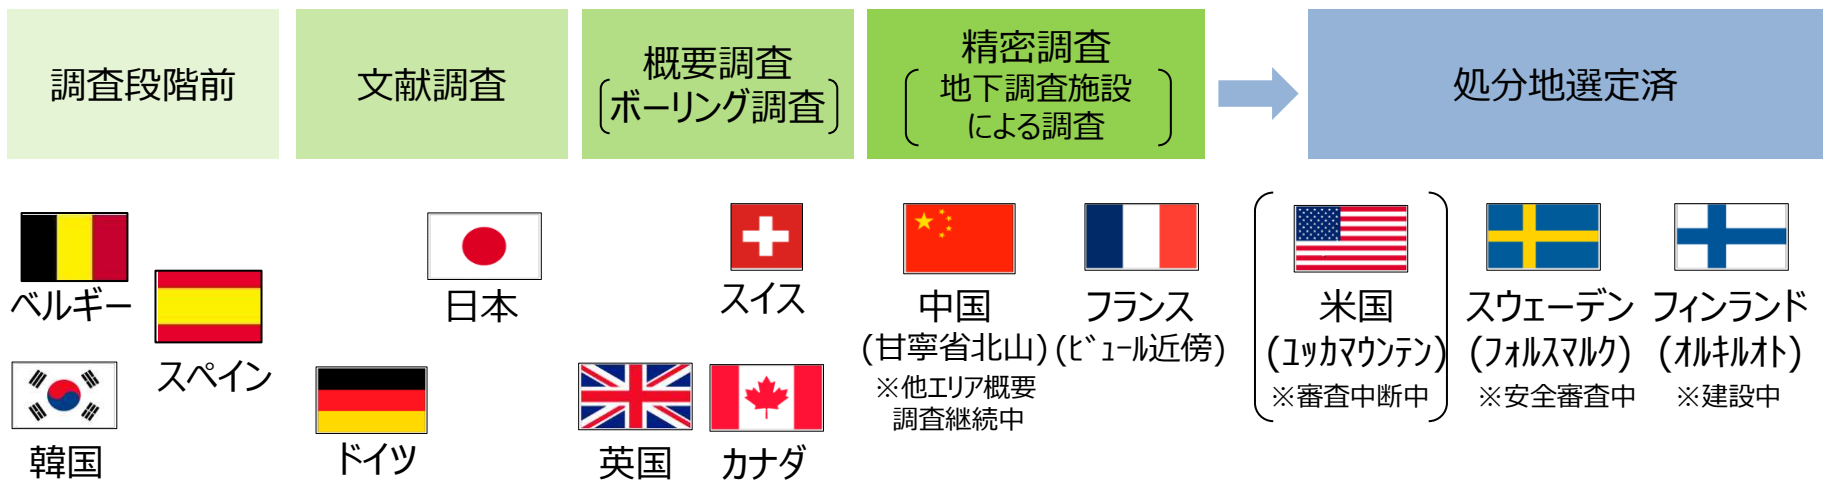 調査段階前
文献調査
概要調査
ボーリング調査
精密調査
地下調査施設
による調査
処分地選定済
ベルギー
スペイン
韓国
日本
ドイツ
スイス
英国
カナダ
中国
(甘寧省北山)
※他エリア概要
調査継続中
フランス
(ビュール近傍)
米国
(ユッカマウンテン)
※審査中断中
スウェーデン
(フォルスマルク)
※安全審査中
フィンランド
(オルキルオト)
※建設中